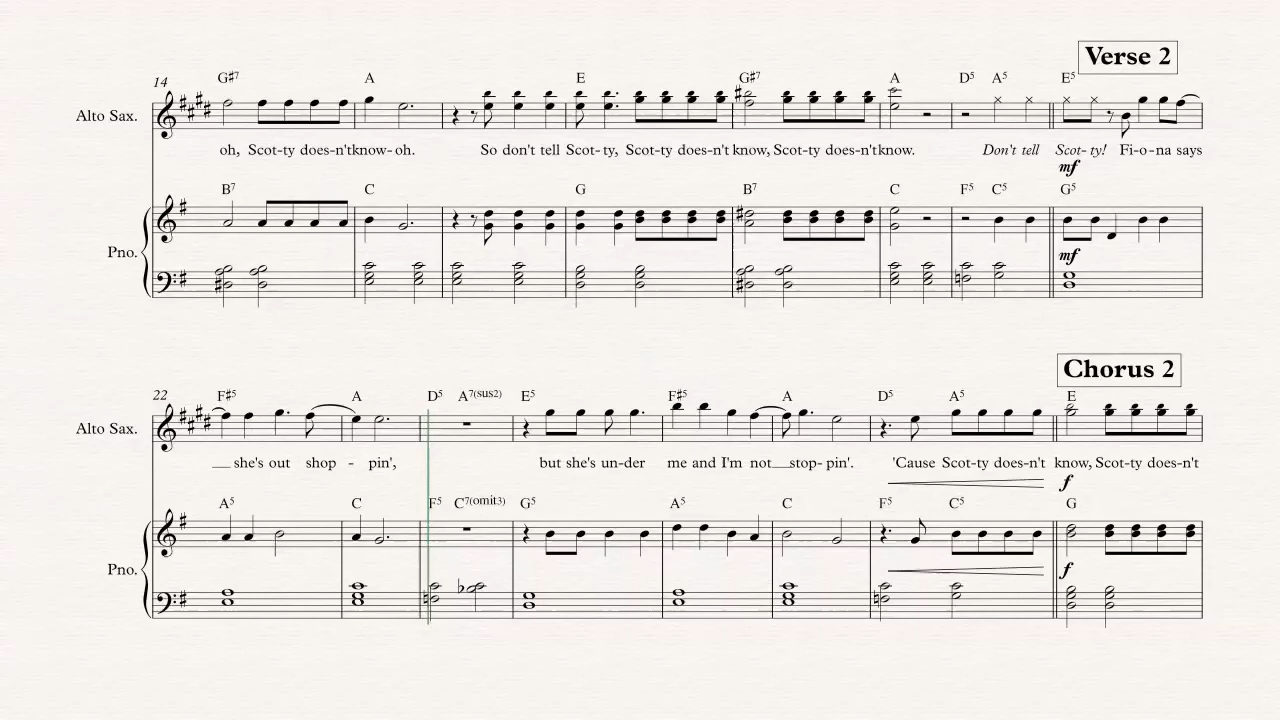 Verse 2
14 G#7 A E G#7 A D5 A5 E5
Alto Sax.
oh, Scot-ty does-n't know-oh. So don't tell Scot-ty, Scot-ty does-n't know, Scot-ty does-n't know. Don't tell Scot-ty! Fi-o-na says
mf
B7 C G B7 C F5 C5 G5
Pno.
mf
Chorus 2
22 F#5 A D5 A7(sus2) E5 F#5 A D5 A5 E
Alto Sax.
she's out shop - pin', but she's un-der me and I'm not stop-pin'. 'Cause Scot-ty does-n't know, Scot-ty does-n't
f
A5 C F5 C7(omit3) G5 A5 C F5 C5 G
Pno.
f